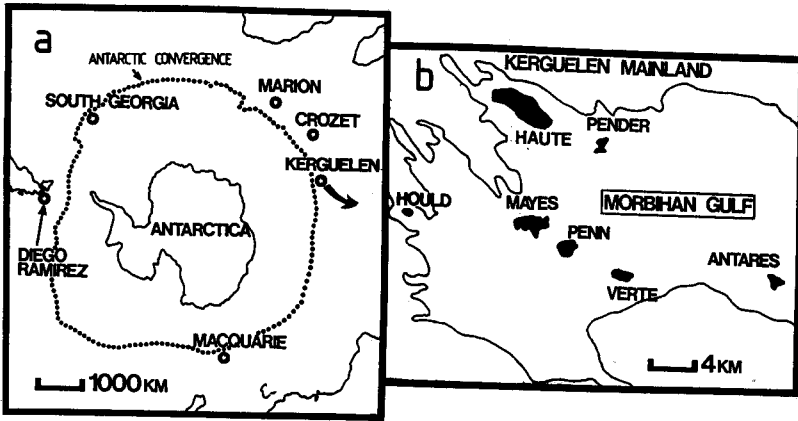 a
ANTARCTIC CONVERGENCE
SOUTH GEORGIA
MARION
CROZET
KERGUELEN
ANTARCTICA
DIEGO
RAMIREZ
MACQUARIE
1000 KM
b
KERGUELEN MAINLAND
HAUTE
PENDER
HOULD
MAYES
MORBIHAN GULF
PENN
ANTARES
VERTE
4 KM